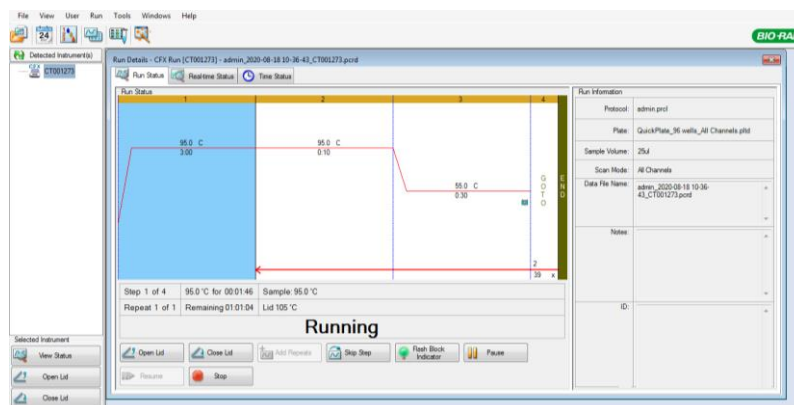 File View User Run Tools Windows Help
24
BIO-RA
Detected Instrument(s)
CFX
CT001273
Run Details - CFX Run [CT001273] - admin_2020-08-18 10-36-43_CT001273.pcrd
Run Status Real-time Status Time Status
Run Status
1 2 3 4
95.0 C
3:00
95.0 C
0:10
55.0 C
0:30
GOTO
END
2
39 x
Step 1 of 4 95.0 °C for 00:01:46 Sample: 95.0 °C
Repeat 1 of 1 Remaining 01:01:04 Lid 105 °C
Running
Open Lid Close Lid Add Repeats Skip Step Flash Block Indicator Pause
Resume Stop
Run Information
Protocol: admin.prcl
Plate: QuickPlate_96 wells_All Channels.pltd
Sample Volume: 25ul
Scan Mode: All Channels
Data File Name: admin_2020-08-18 10-36-
43_CT001273.pcrd
Notes:
ID:
Selected Instrument
View Status
Open Lid
Close Lid